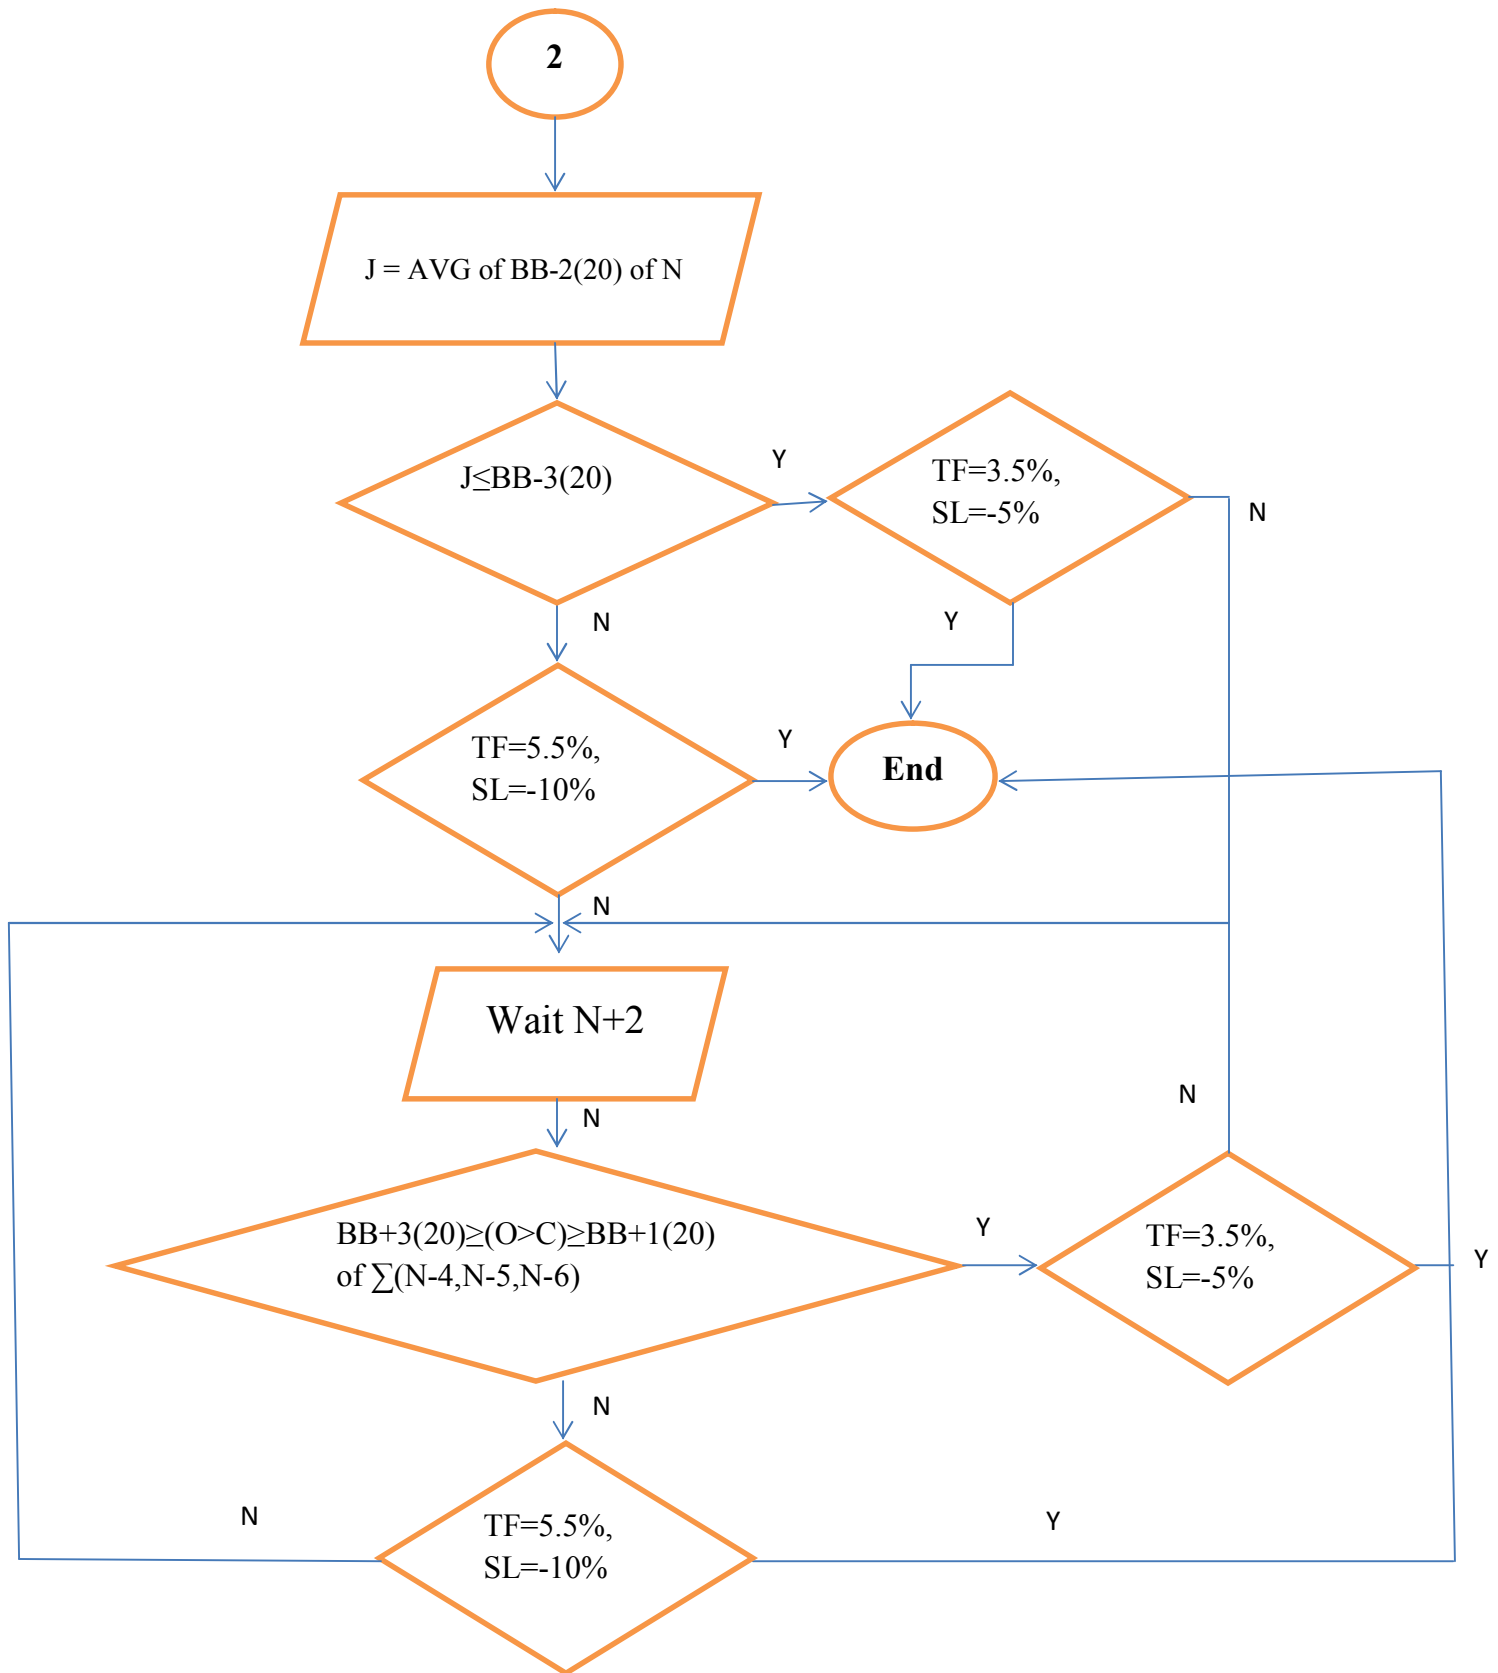 2
J = AVG of BB-2(20) of N
J≤BB-3(20)
Y
TF=3.5%,
SL=-5%
N
N
Y
TF=5.5%,
SL=-10%
Y
End
N
Wait N+2
N
N
BB+3(20)≥(O>C)≥BB+1(20)
of ∑(N-4,N-5,N-6)
Y
TF=3.5%,
SL=-5%
Y
N
N
TF=5.5%,
SL=-10%
Y